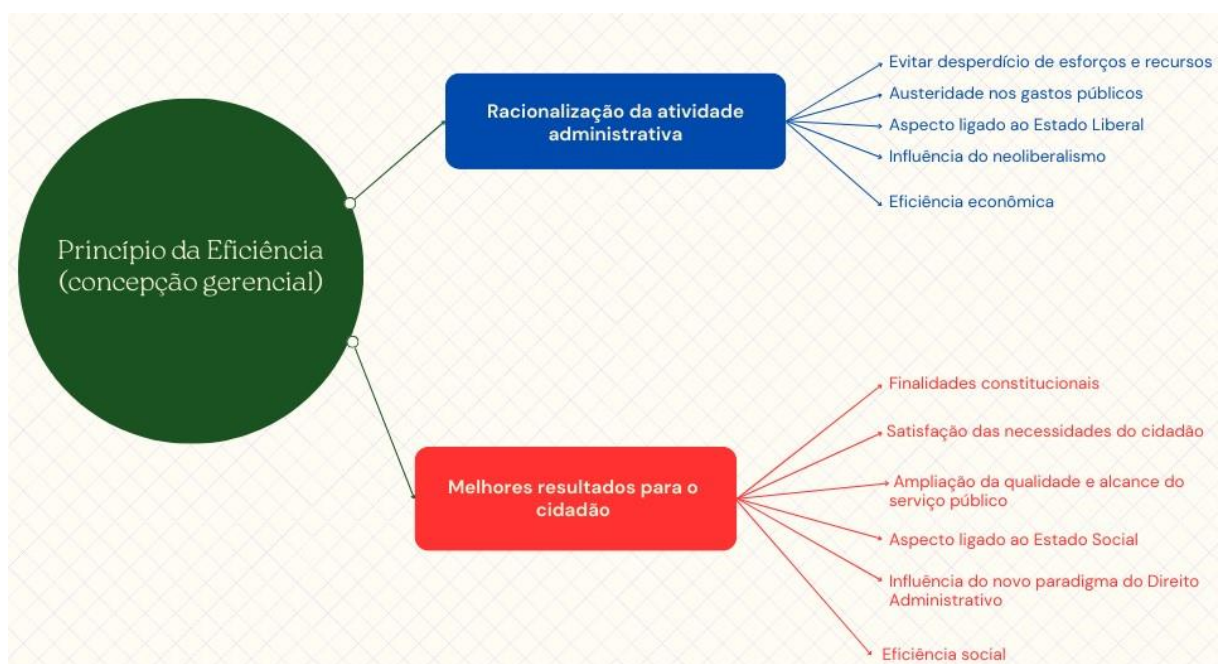 Princípio da Eficiência
(concepção gerencial)
Racionalização da atividade
administrativa
Evitar desperdício de esforços e recursos
Austeridade nos gastos públicos
Aspecto ligado ao Estado Liberal
Influência do neoliberalismo
Eficiência econômica
Melhores resultados para o
cidadão
Finalidades constitucionais
Satisfação das necessidades do cidadão
Ampliação da qualidade e alcance do
serviço público
Aspecto ligado ao Estado Social
Influência do novo paradigma do Direito
Administrativo
Eficiência social